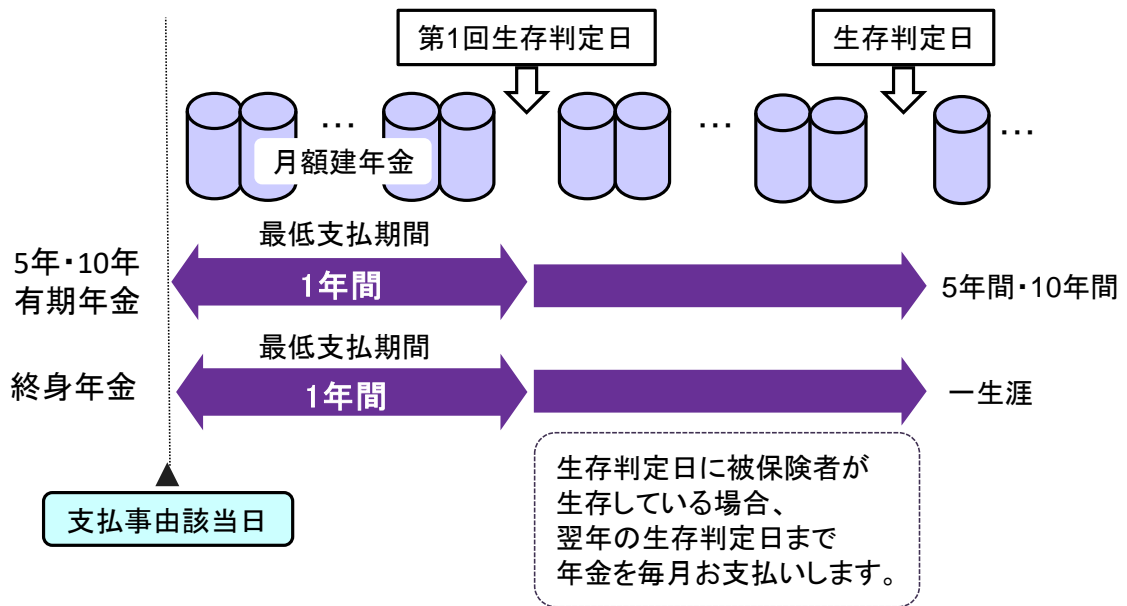 第1回生存判定日
生存判定日
…
…
…
月額建年金
最低支払期間
5年・10年
有期年金
1年間
5年間・10年間
最低支払期間
終身年金
1年間
一生涯
生存判定日に被保険者が
生存している場合、
翌年の生存判定日まで
年金を毎月お支払いします。
支払事由該当日